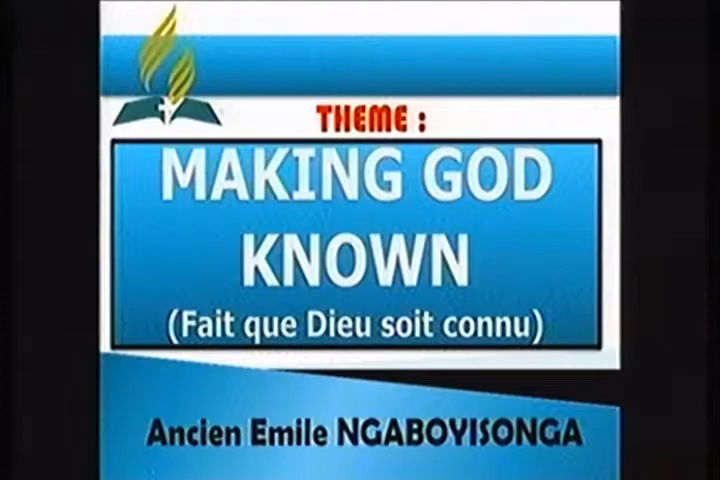 THEME :
MAKING GOD
KNOWN
(Fait que Dieu soit connu)
Ancien Emile NGABOYISONGA